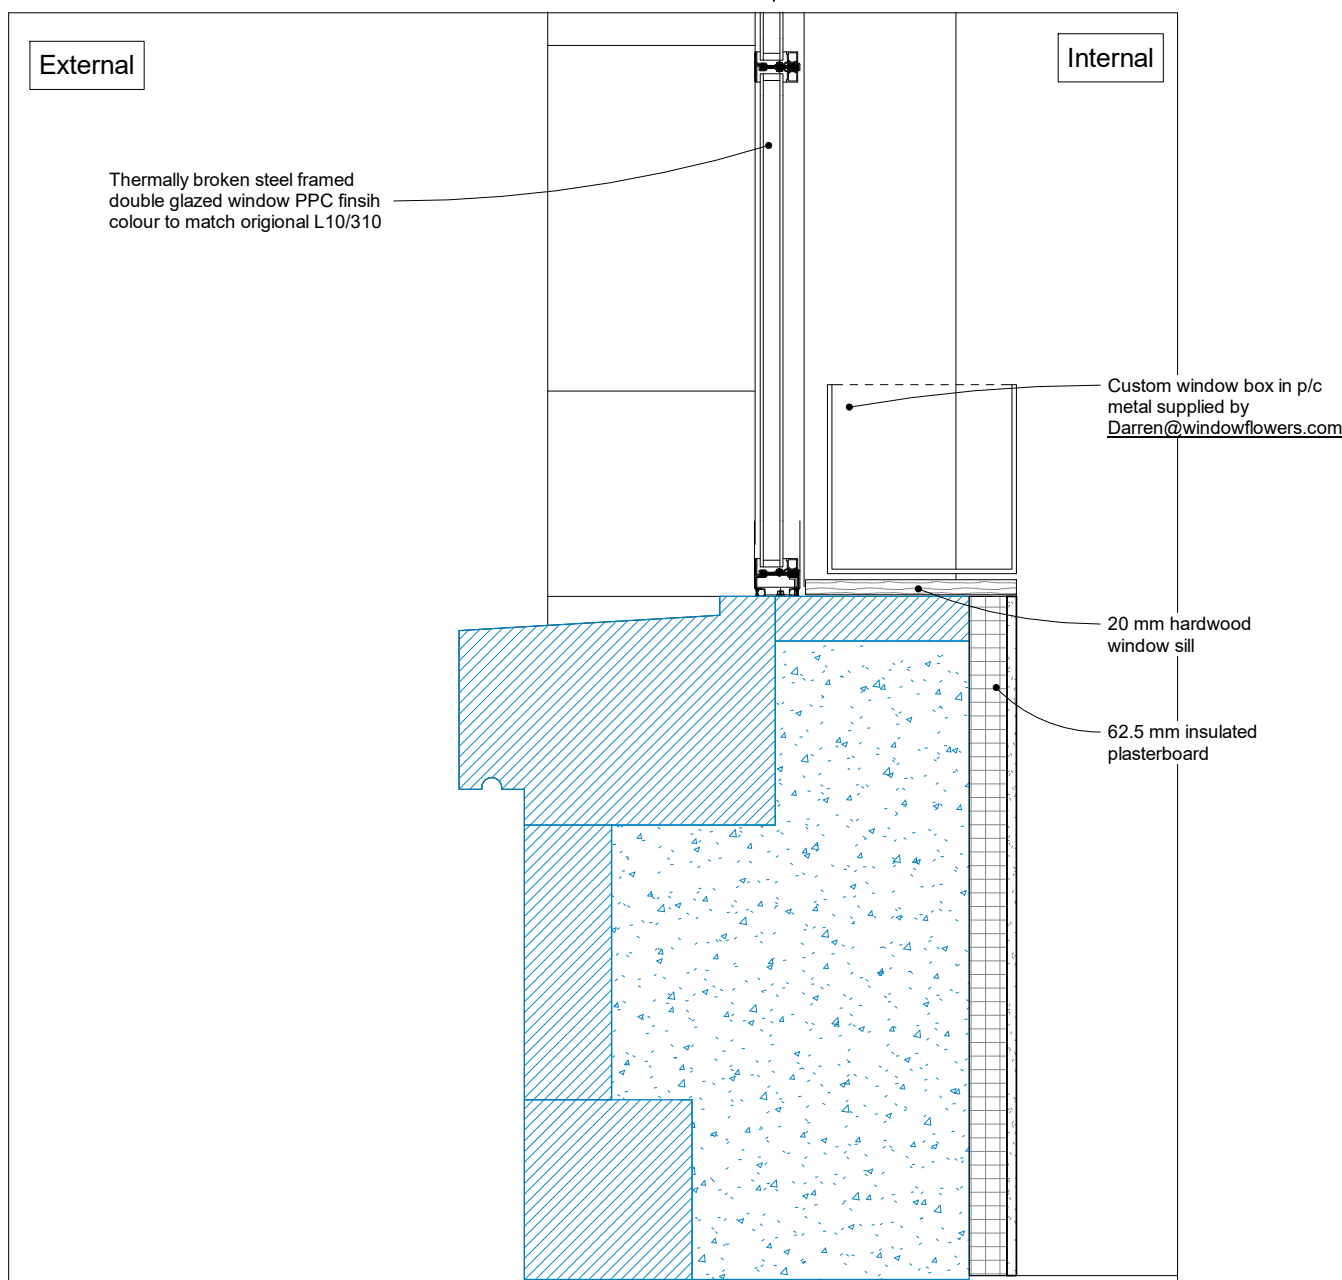 External
Internal
Thermally broken steel framed
double glazed window PPC finsih
colour to match origional L10/310
Custom window box in p/c
metal supplied by
Darren@windowflowers.com
20 mm hardwood
window sill
62.5 mm insulated
plasterboard